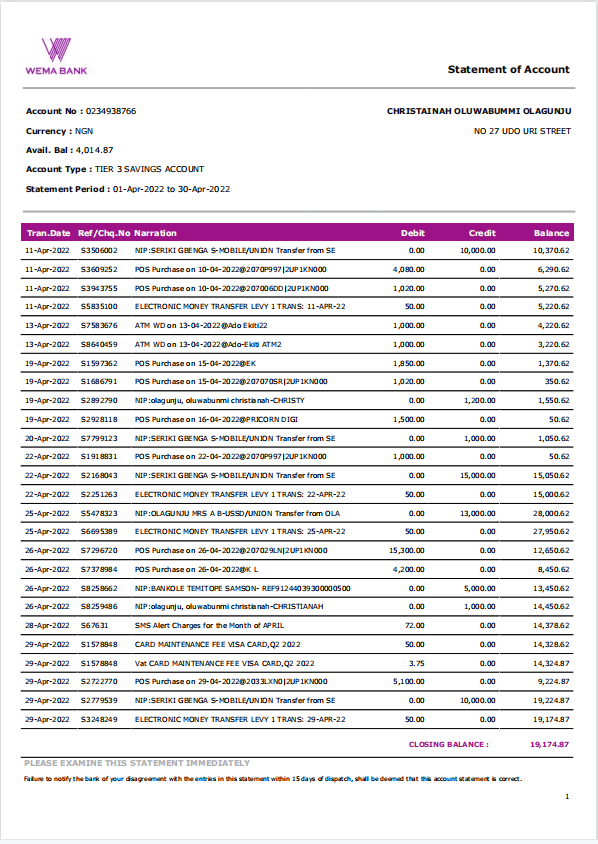 WEMA BANK
Statement of Account
Account No : 0234938766
CHRISTAINAH OLUWABUMMI OLAGUNJU
Currency : NGN
NO 27 UDO URI STREET
Avail. Bal : 4,014.87
Account Type : TIER 3 SAVINGS ACCOUNT
Statement Period : 01-Apr-2022 to 30-Apr-2022
Tran.Date Ref/Chq.No Narration Debit Credit Balance
11-Apr-2022 S3506002 NIP:SERIKI GBENGA S-MOBILE/UNION Transfer from SE 0.00 10,000.00 10,370.62
11-Apr-2022 S3609252 POS Purchase on 10-04-2022@2070P997|2UP1KN000 4,080.00 0.00 6,290.62
11-Apr-2022 S3943755 POS Purchase on 10-04-2022@207006DD|2UP1KN000 1,020.00 0.00 5,270.62
11-Apr-2022 S5835100 ELECTRONIC MONEY TRANSFER LEVY 1 TRANS: 11-APR-22 50.00 0.00 5,220.62
13-Apr-2022 S7583676 ATM WD on 13-04-2022@Ado Ekiti22 1,000.00 0.00 4,220.62
13-Apr-2022 S8640459 ATM WD on 13-04-2022@Ado-Ekiti ATM2 1,000.00 0.00 3,220.62
19-Apr-2022 S1597362 POS Purchase on 15-04-2022@EK 1,850.00 0.00 1,370.62
19-Apr-2022 S1686791 POS Purchase on 15-04-2022@207070SR|2UP1KN000 1,020.00 0.00 350.62
19-Apr-2022 S2892790 NIP:olagunju, oluwabunmi christianah-CHRISTY 0.00 1,200.00 1,550.62
19-Apr-2022 S2928118 POS Purchase on 16-04-2022@PRICORN DIGI 1,500.00 0.00 50.62
20-Apr-2022 S7799123 NIP:SERIKI GBENGA S-MOBILE/UNION Transfer from SE 0.00 1,000.00 1,050.62
22-Apr-2022 S1918831 POS Purchase on 22-04-2022@2070P997|2UP1KN000 1,000.00 0.00 50.62
22-Apr-2022 S2168043 NIP:SERIKI GBENGA S-MOBILE/UNION Transfer from SE 0.00 15,000.00 15,050.62
22-Apr-2022 S2251263 ELECTRONIC MONEY TRANSFER LEVY 1 TRANS: 22-APR-22 50.00 0.00 15,000.62
25-Apr-2022 S5478323 NIP:OLAGUNJU MRS A B-USSD/UNION Transfer from OLA 0.00 13,000.00 28,000.62
25-Apr-2022 S6695389 ELECTRONIC MONEY TRANSFER LEVY 1 TRANS: 25-APR-22 50.00 0.00 27,950.62
26-Apr-2022 S7296720 POS Purchase on 26-04-2022@207029LN|2UP1KN000 15,300.00 0.00 12,650.62
26-Apr-2022 S7378984 POS Purchase on 26-04-2022@K L 4,200.00 0.00 8,450.62
26-Apr-2022 S8258662 NIP:BANKOLE TEMITOPE SAMSON- REF91244039300000500 0.00 5,000.00 13,450.62
26-Apr-2022 S8259486 NIP:olagunju, oluwabunmi christianah-CHRISTIANAH 0.00 1,000.00 14,450.62
28-Apr-2022 S67631 SMS Alert Charges for the Month of APRIL 72.00 0.00 14,378.62
29-Apr-2022 S1578848 CARD MAINTENANCE FEE VISA CARD,Q2 2022 50.00 0.00 14,328.62
29-Apr-2022 S1578848 Vat CARD MAINTENANCE FEE VISA CARD,Q2 2022 3.75 0.00 14,324.87
29-Apr-2022 S2722770 POS Purchase on 29-04-2022@2033LXN0|2UP1KN000 5,100.00 0.00 9,224.87
29-Apr-2022 S2779539 NIP:SERIKI GBENGA S-MOBILE/UNION Transfer from SE 0.00 10,000.00 19,224.87
29-Apr-2022 S3248249 ELECTRONIC MONEY TRANSFER LEVY 1 TRANS: 29-APR-22 50.00 0.00 19,174.87
CLOSING BALANCE : 19,174.87
PLEASE EXAMINE THIS STATEMENT IMMEDIATELY
Failure to notify the bank of your disagreement with the entries in this statement within 15 days of dispatch, shall be deemed that this account statement is correct.
1